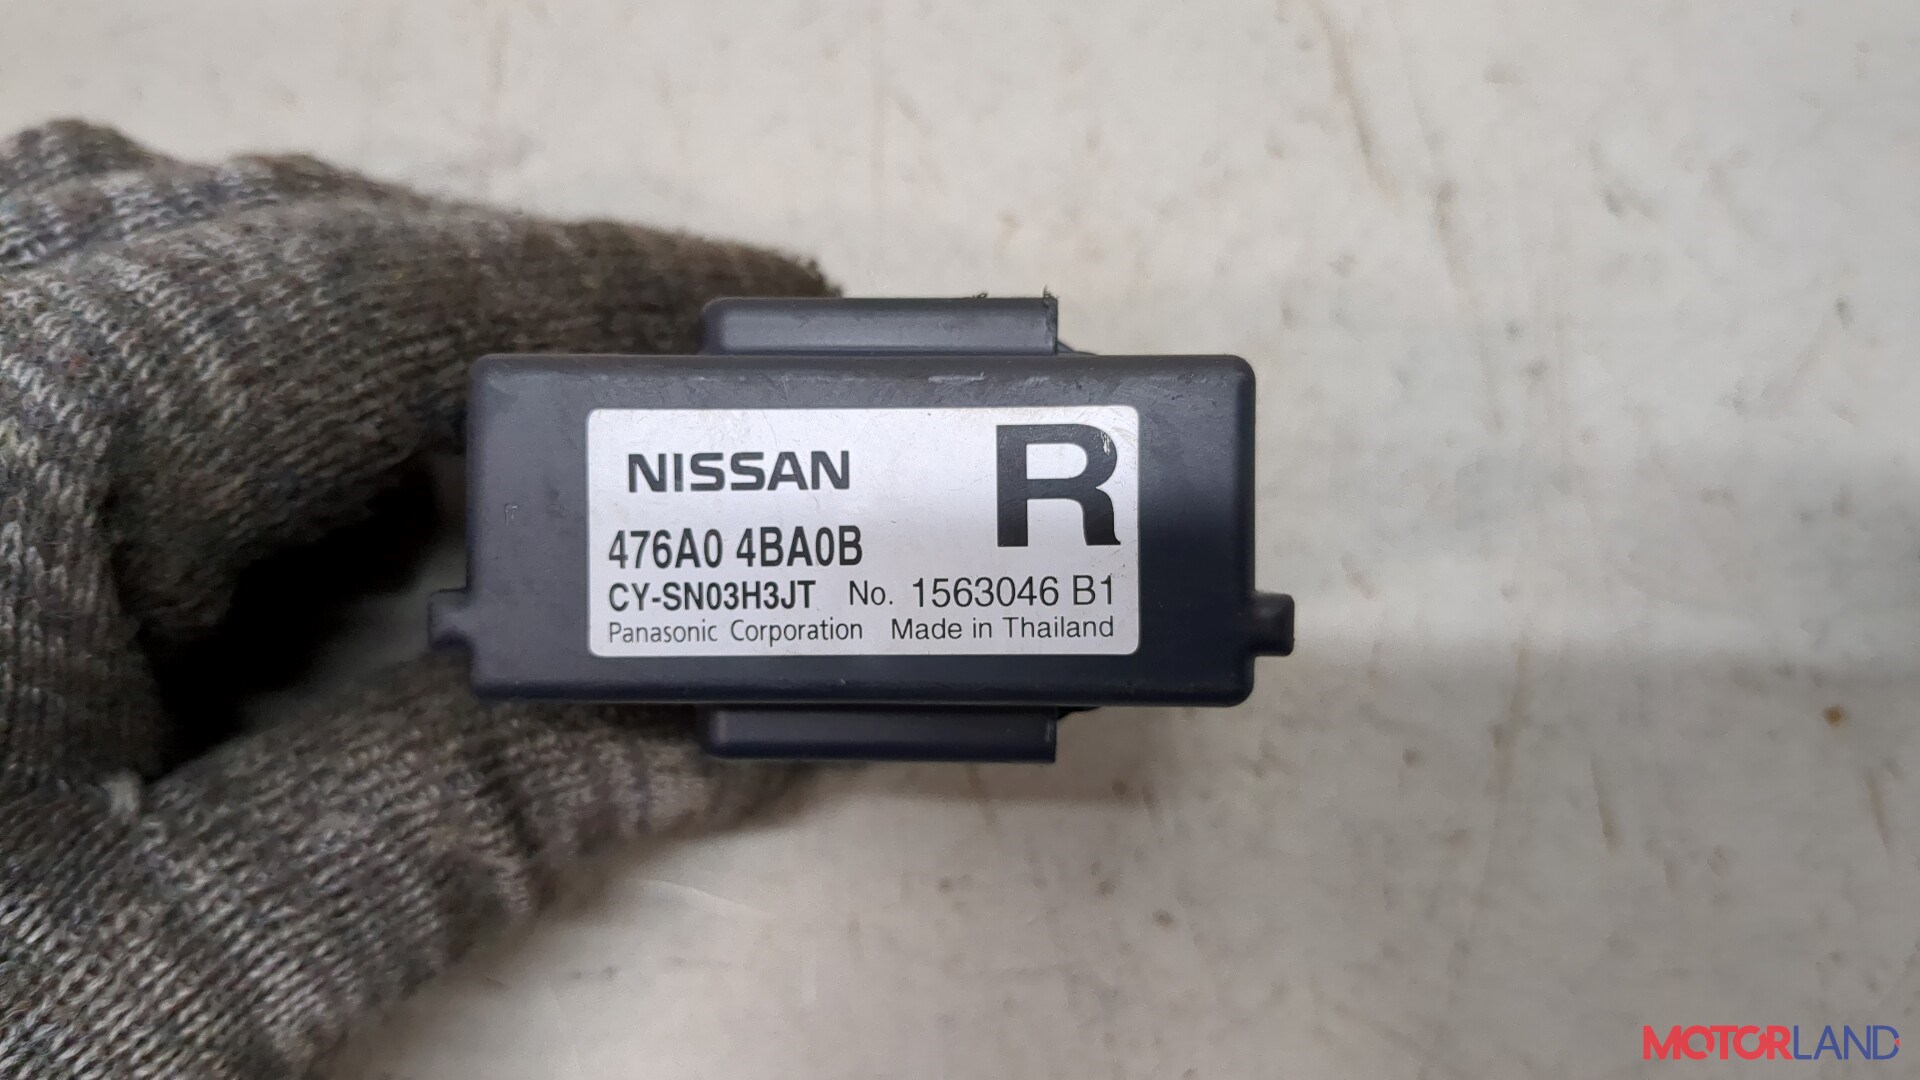 NISSAN
R
476A0 4BA0B
CY-SN03H3JT No. 1563046 B1
Panasonic Corporation Made in Thailand
MOTORLAND